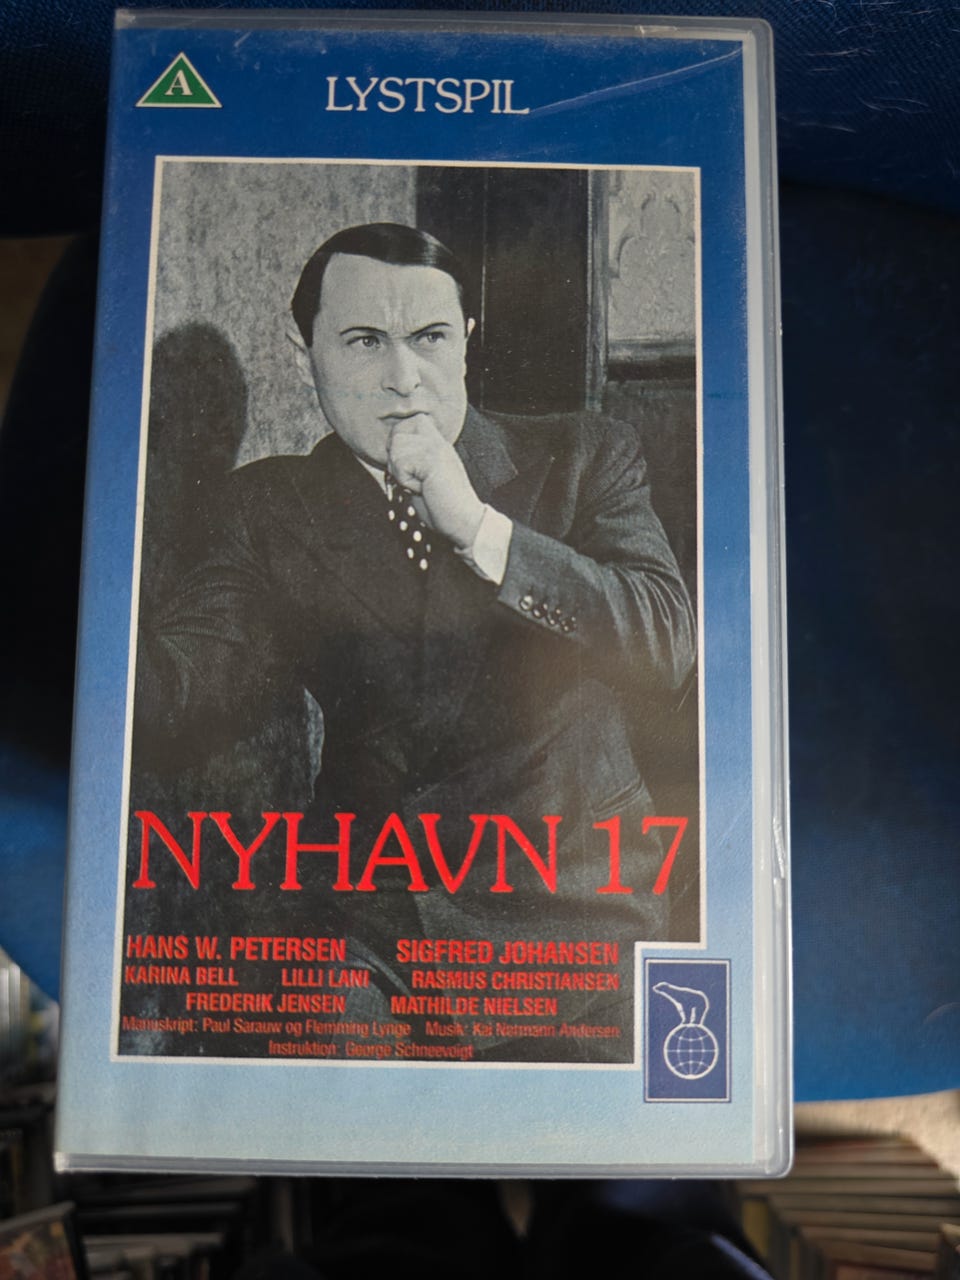 A
LYSTSPIL
NYHAVN 17
HANS W. PETERSEN SIGFRED JOHANSEN
KARINA BELL LILLI LANI RASMUS CHRISTIANSEN
FREDERIK JENSEN MATHILDE NIELSEN
Manuskript: Paul Sarauw og Flemming Lynge Musik: Kai Normann Andersen
Instruktion: George Schneevoigt